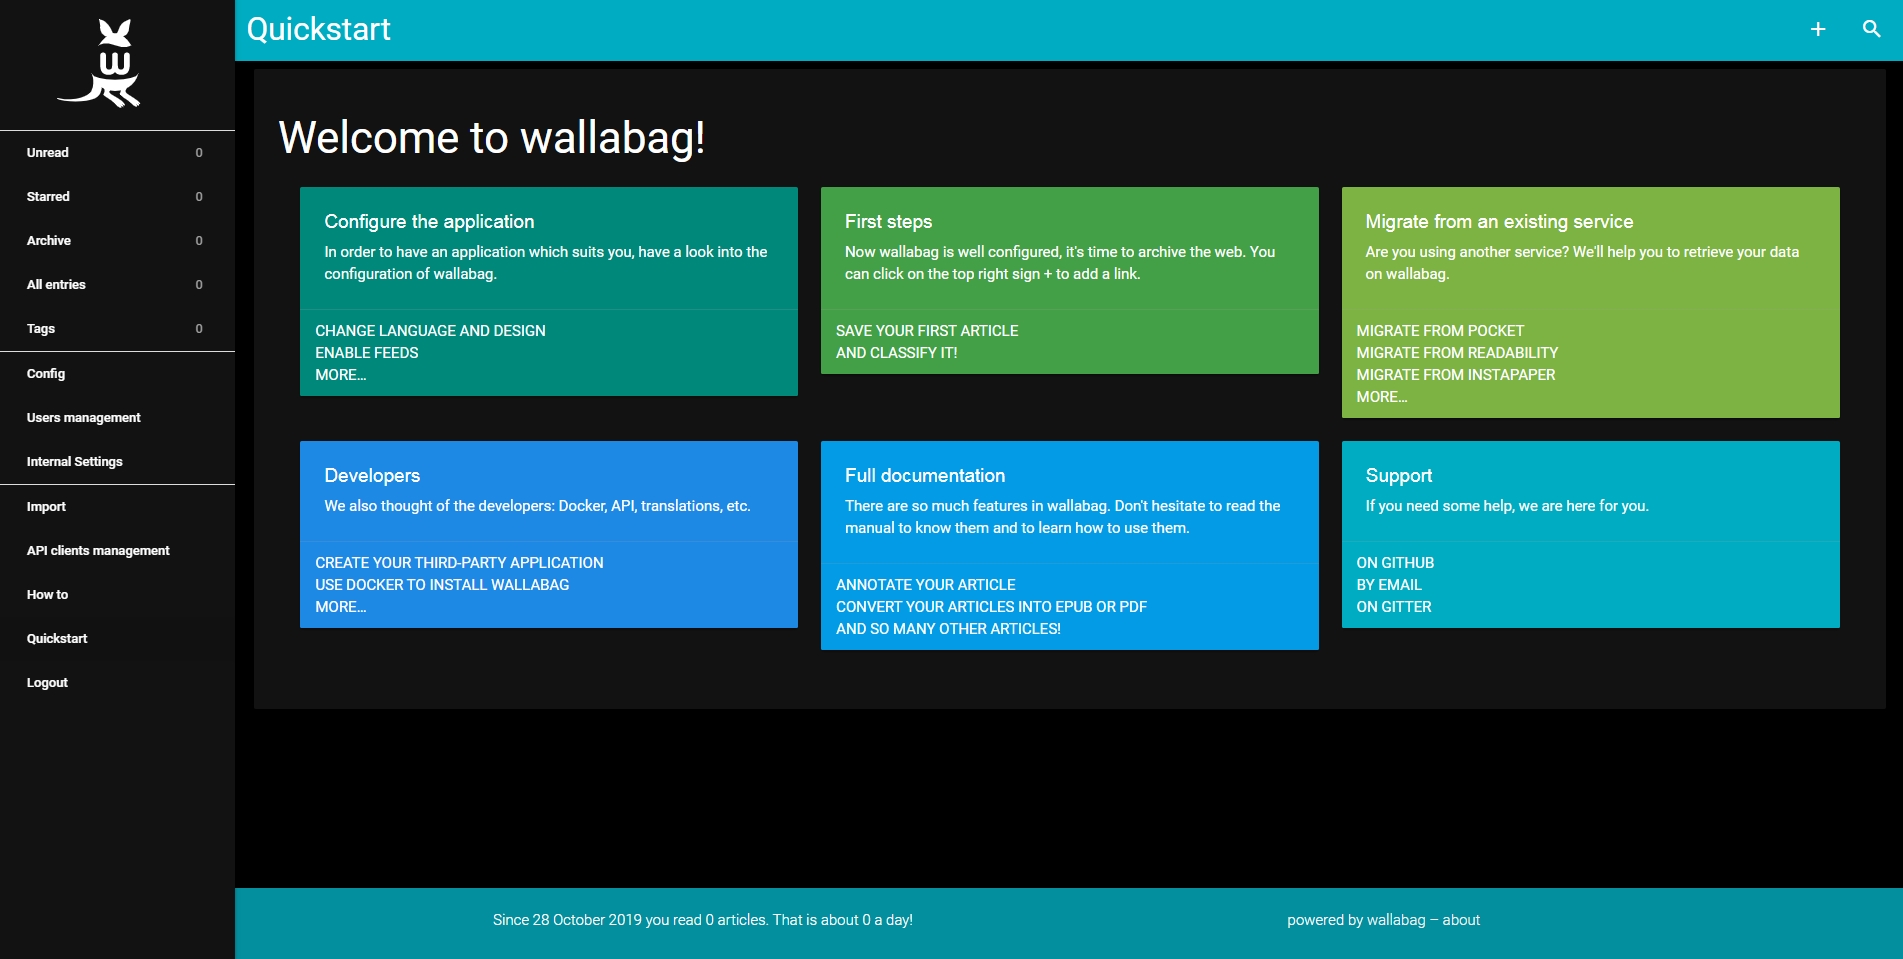 Quickstart
w
Unread 0
Starred 0
Archive 0
All entries 0
Tags 0
Config
Users management
Internal Settings
Import
API clients management
How to
Quickstart
Logout
Welcome to wallabag!
Configure the application
In order to have an application which suits you, have a look into the
configuration of wallabag.
CHANGE LANGUAGE AND DESIGN
ENABLE FEEDS
MORE...
First steps
Now wallabag is well configured, it's time to archive the web. You
can click on the top right sign + to add a link.
SAVE YOUR FIRST ARTICLE
AND CLASSIFY IT!
Migrate from an existing service
Are you using another service? We'll help you to retrieve your data
on wallabag.
MIGRATE FROM POCKET
MIGRATE FROM READABILITY
MIGRATE FROM INSTAPAPER
MORE...
Developers
We also thought of the developers: Docker, API, translations, etc.
CREATE YOUR THIRD-PARTY APPLICATION
USE DOCKER TO INSTALL WALLABAG
MORE...
Full documentation
There are so much features in wallabag. Don't hesitate to read the
manual to know them and to learn how to use them.
ANNOTATE YOUR ARTICLE
CONVERT YOUR ARTICLES INTO EPUB OR PDF
AND SO MANY OTHER ARTICLES!
Support
If you need some help, we are here for you.
ON GITHUB
BY EMAIL
ON GITTER
Since 28 October 2019 you read 0 articles. That is about 0 a day!
powered by wallabag – about